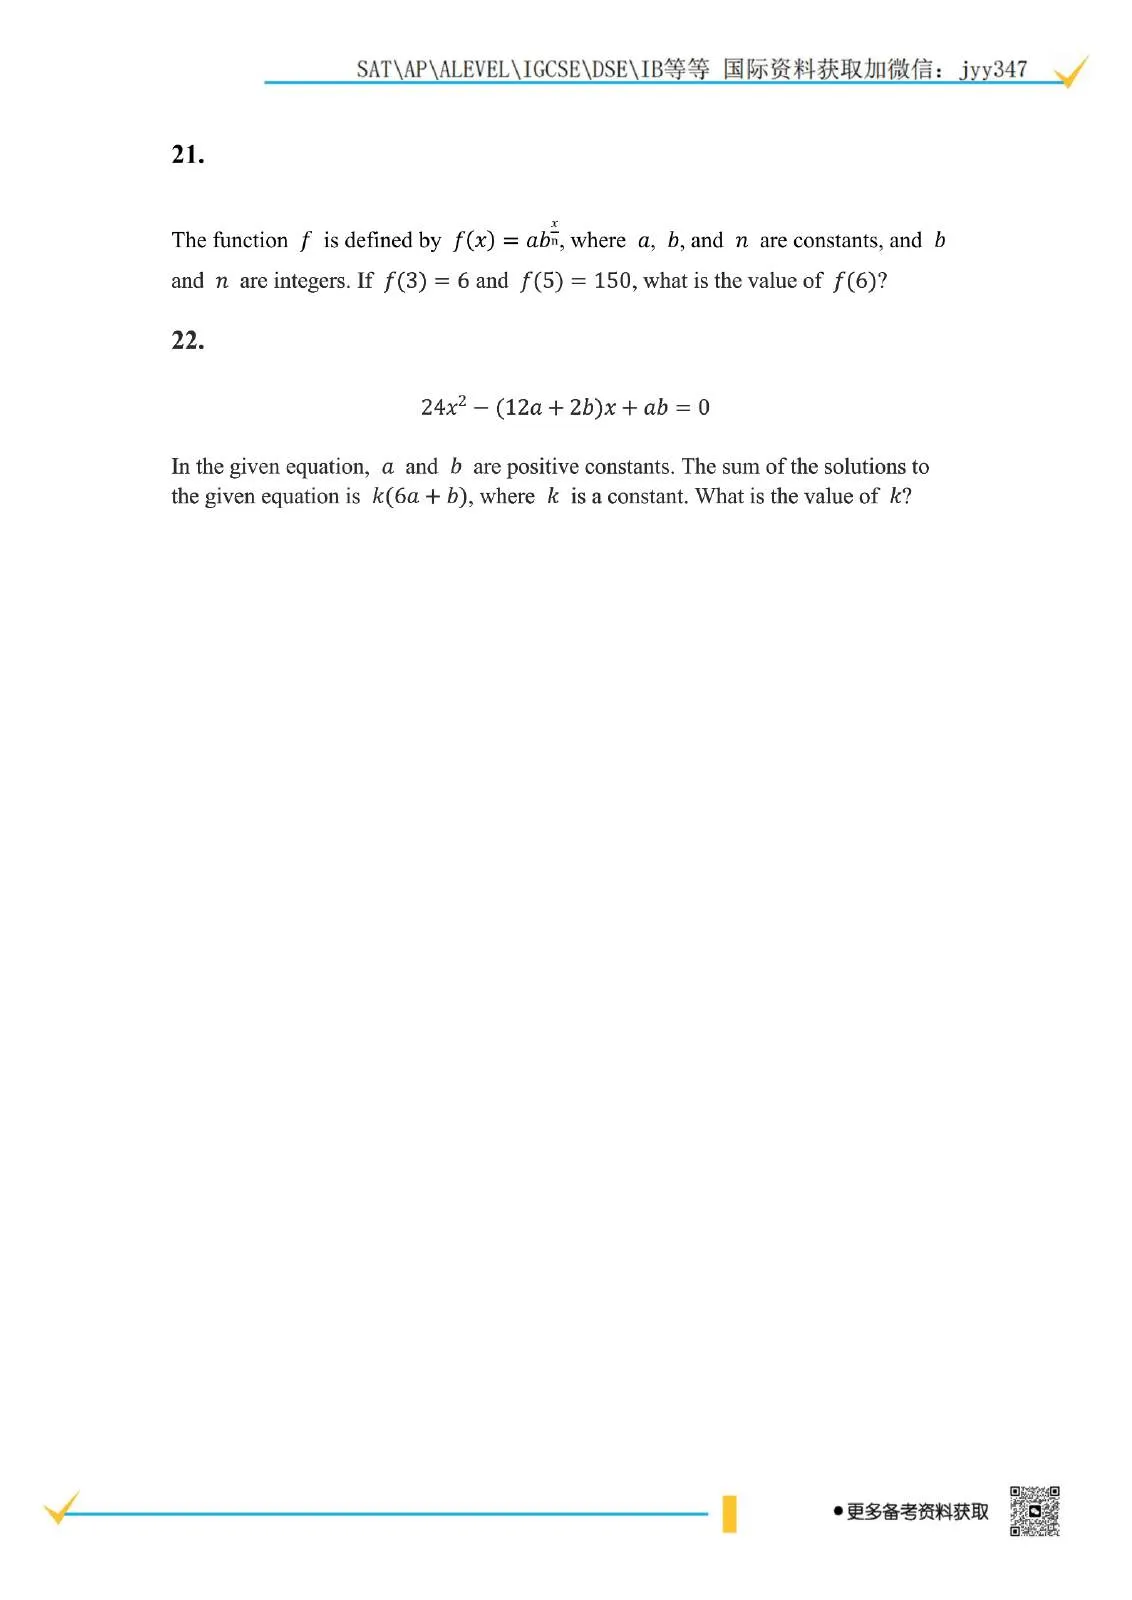 SAT\AP\ALEVEL\IGCSE\DSE\IB等等 国际资料获取加微信：jyy347
21.
The function f is defined by f(x) = ab^{x/n}, where a, b, and n are constants, and b
and n are integers. If f(3) = 6 and f(5) = 150, what is the value of f(6)?
22.
24x² − (12a + 2b)x + ab = 0
In the given equation, a and b are positive constants. The sum of the solutions to
the given equation is k(6a + b), where k is a constant. What is the value of k?
●更多备考资料获取